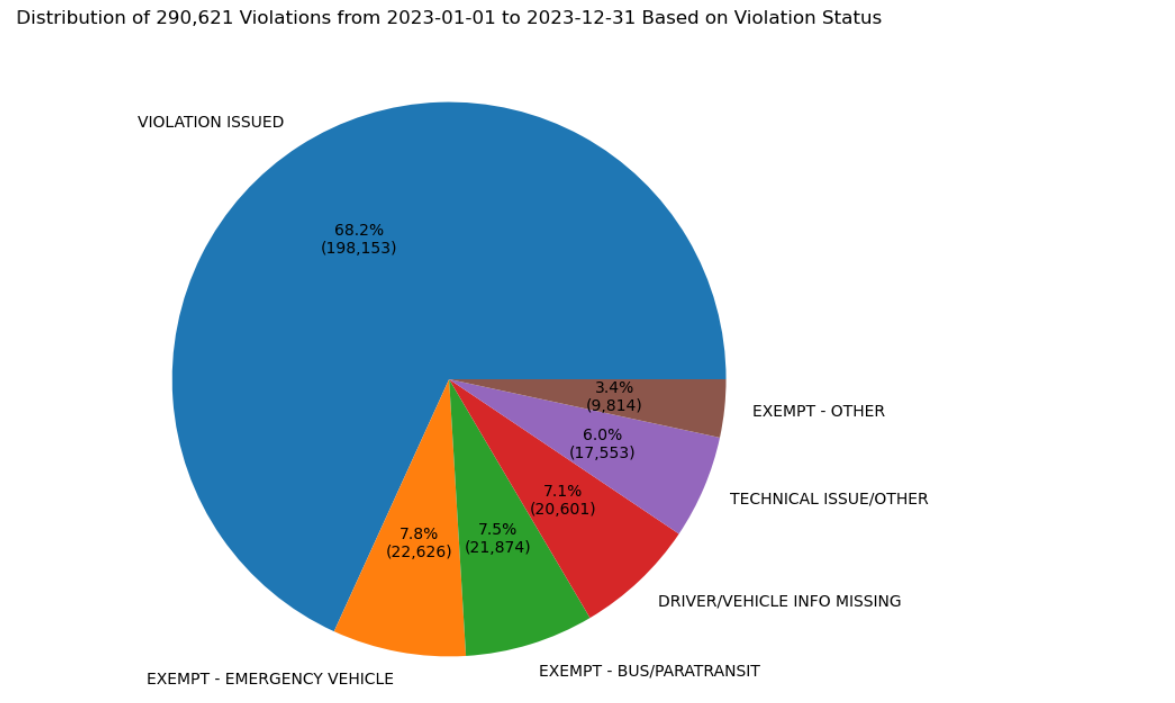 Distribution of 290,621 Violations from 2023-01-01 to 2023-12-31 Based on Violation Status
VIOLATION ISSUED
68.2%
(198,153)
3.4%
(9,814)
EXEMPT - OTHER
6.0%
(17,553)
TECHNICAL ISSUE/OTHER
7.1%
(20,601)
DRIVER/VEHICLE INFO MISSING
7.5%
(21,874)
EXEMPT - BUS/PARATRANSIT
7.8%
(22,626)
EXEMPT - EMERGENCY VEHICLE